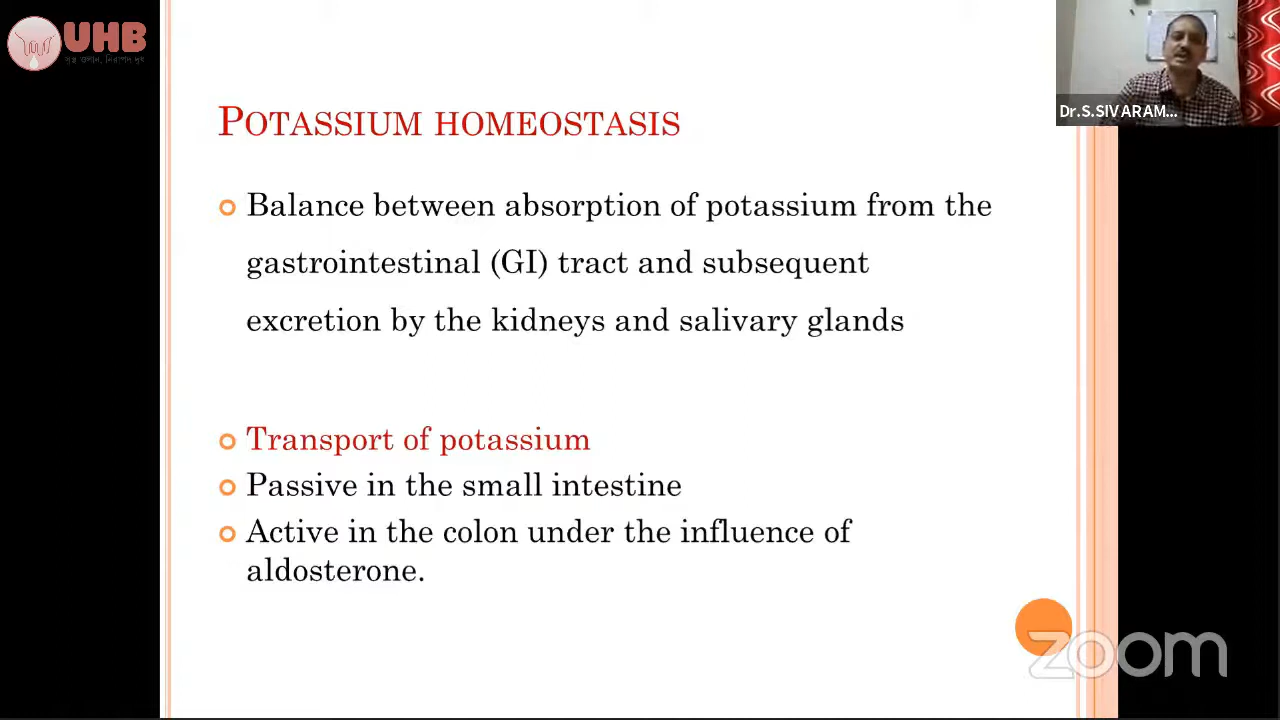 UHB
সুস্থ ওলান, নিরাপদ দুধ
Dr.S.SIVARAM...
POTASSIUM HOMEOSTASIS
Balance between absorption of potassium from the
gastrointestinal (GI) tract and subsequent
excretion by the kidneys and salivary glands
Transport of potassium
Passive in the small intestine
Active in the colon under the influence of
aldosterone.
zoom